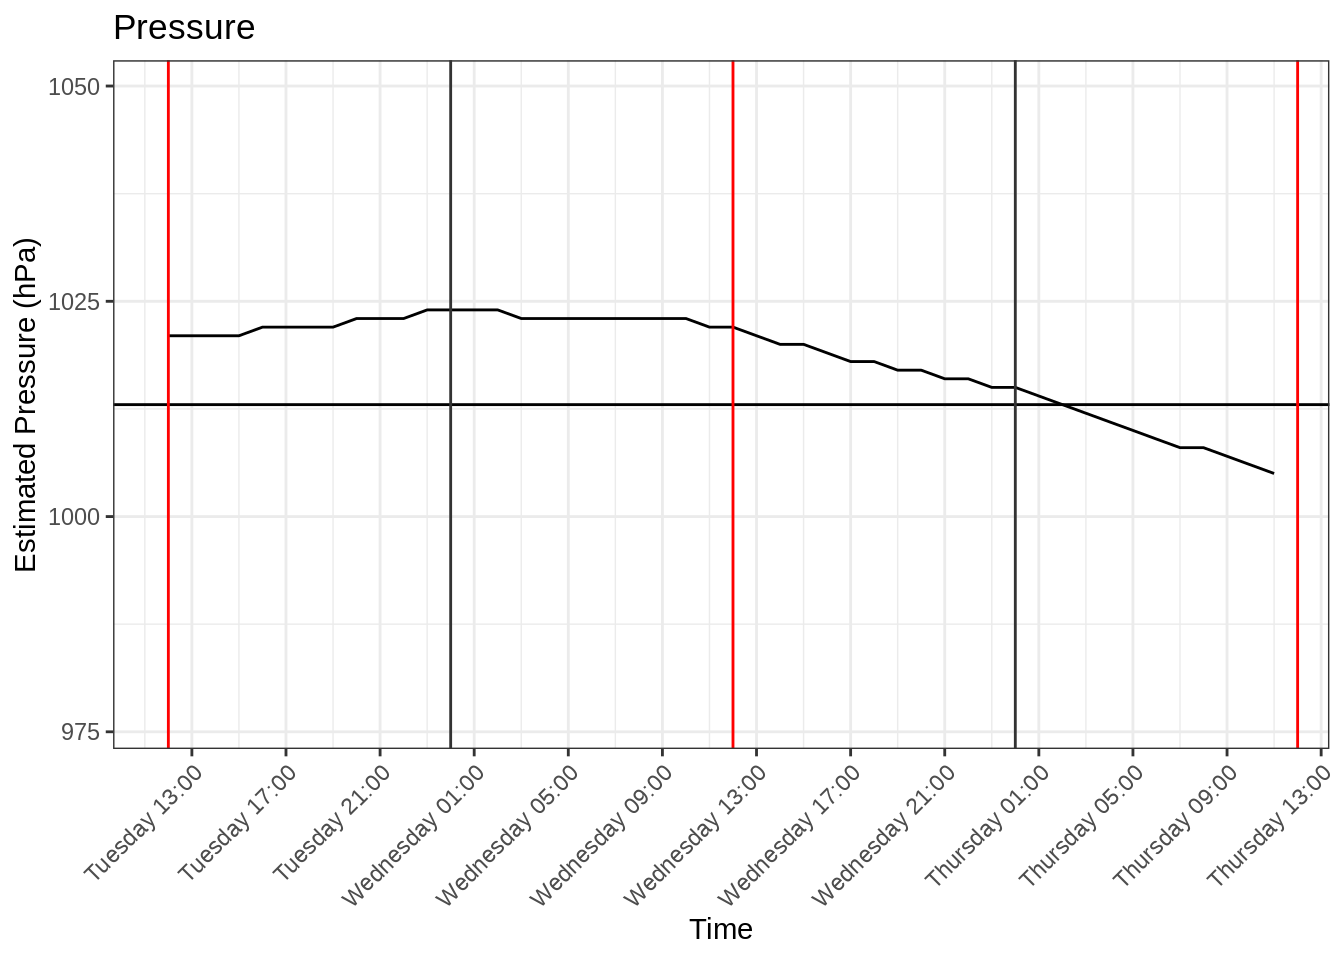 Pressure
Estimated Pressure (hPa)
1050
1025
1000
975
Tuesday 13:00
Tuesday 17:00
Tuesday 21:00
Wednesday 01:00
Wednesday 05:00
Wednesday 09:00
Wednesday 13:00
Wednesday 17:00
Wednesday 21:00
Thursday 01:00
Thursday 05:00
Thursday 09:00
Thursday 13:00
Time